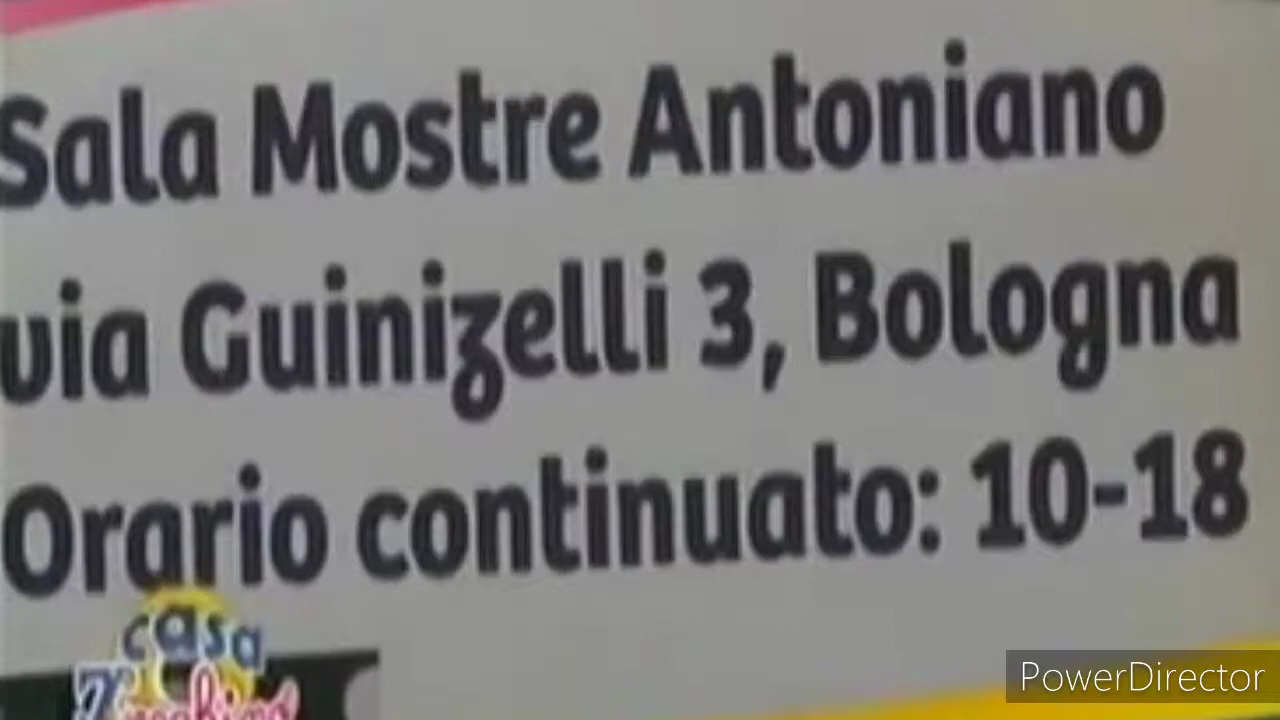 Sala Mostre Antoniano
via Guinizelli 3, Bologna
Orario continuato: 10-18
casa
PowerDirector